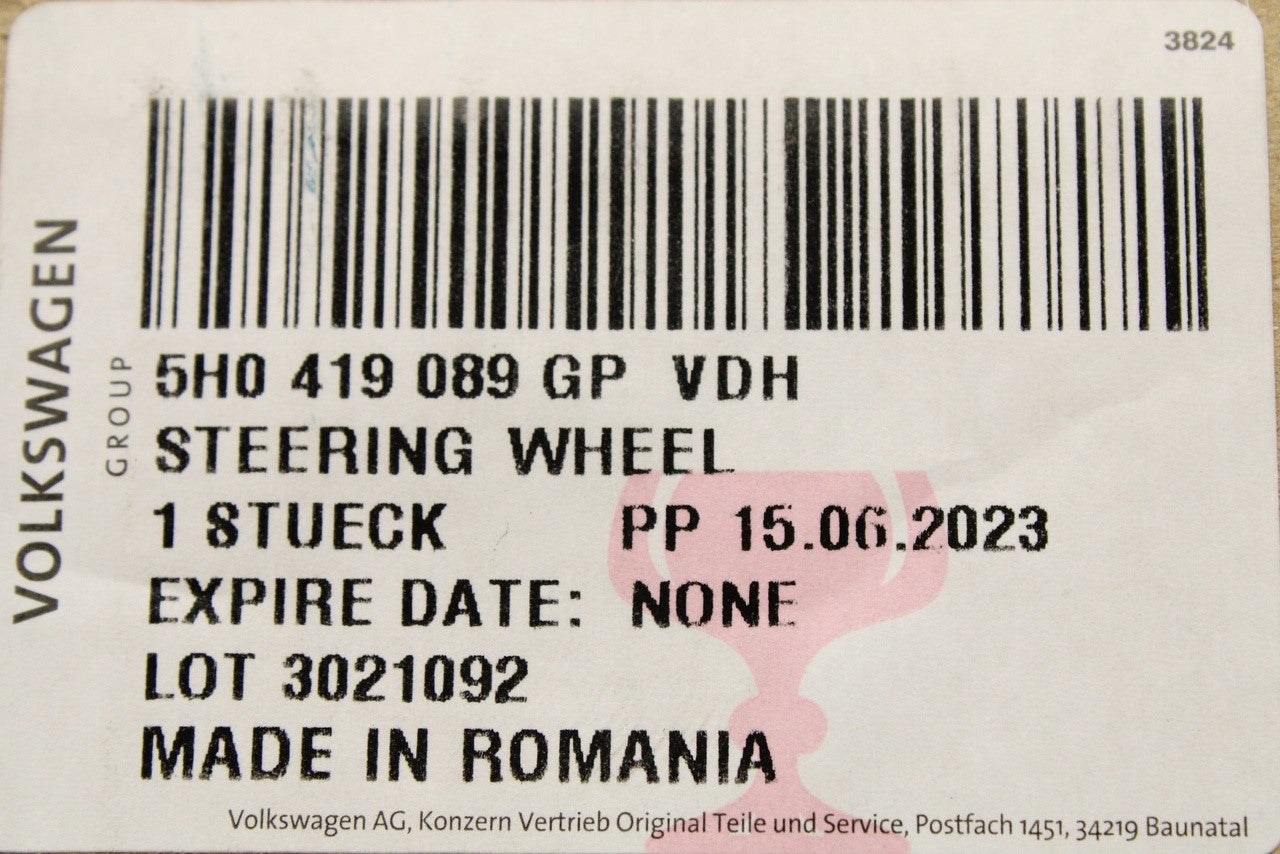 3824
VOLKSWAGEN
GROUP
5H0 419 089 GP VDH
STEERING WHEEL
1 STUECK PP 15.06.2023
EXPIRE DATE: NONE
LOT 3021092
MADE IN ROMANIA
Volkswagen AG, Konzern Vertrieb Original Teile und Service, Postfach 1451, 34219 Baunatal